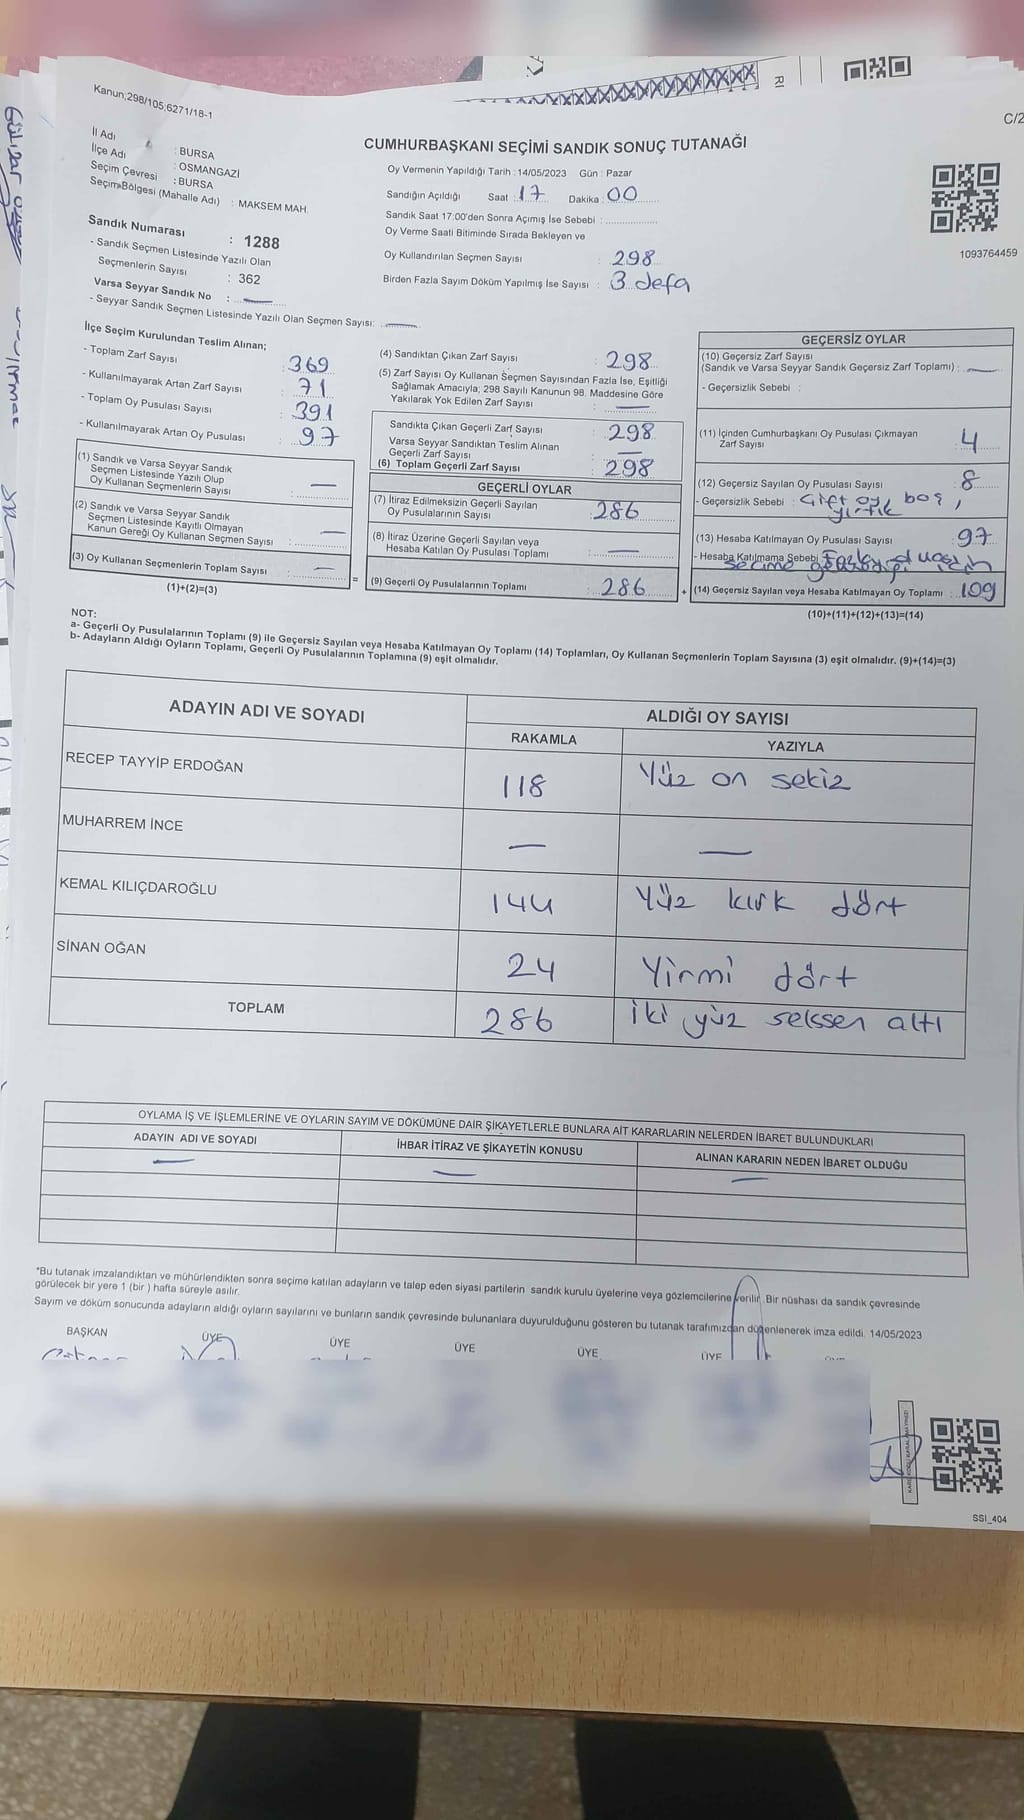 Kanun;298/105;6271/18-1
C/2
İl Adı : BURSA
İlçe Adı : OSMANGAZİ
Seçim Çevresi : BURSA
Seçim Bölgesi (Mahalle Adı) : MAKSEM MAH.
CUMHURBAŞKANI SEÇİMİ SANDIK SONUÇ TUTANAĞI
Oy Vermenin Yapıldığı Tarih : 14/05/2023 Gün : Pazar
Sandığın Açıldığı Saat : 17 Dakika : 00
Sandık Saat 17:00'den Sonra Açımış İse Sebebi :
Oy Verme Saati Bitiminde Sırada Bekleyen ve
Oy Kullandırılan Seçmen Sayısı : 298
Birden Fazla Sayım Döküm Yapılmış İse Sayısı : 3 defa
1093764459
Sandık Numarası : 1288
- Sandık Seçmen Listesinde Yazılı Olan
Seçmenlerin Sayısı : 362
Varsa Seyyar Sandık No : —
- Seyyar Sandık Seçmen Listesinde Yazılı Olan Seçmen Sayısı: —
İlçe Seçim Kurulundan Teslim Alınan;
- Toplam Zarf Sayısı : 369
- Kullanılmayarak Artan Zarf Sayısı : 71
- Toplam Oy Pusulası Sayısı : 391
- Kullanılmayarak Artan Oy Pusulası : 97
(1) Sandık ve Varsa Seyyar Sandık
Seçmen Listesinde Yazılı Olup
Oy Kullanan Seçmenlerin Sayısı : —
(2) Sandık ve Varsa Seyyar Sandık
Seçmen Listesinde Kayıtlı Olmayan
Kanun Gereği Oy Kullanan Seçmen Sayısı : —
(3) Oy Kullanan Seçmenlerin Toplam Sayısı : —
(1)+(2)=(3)
(4) Sandıktan Çıkan Zarf Sayısı : 298
(5) Zarf Sayısı Oy Kullanan Seçmen Sayısından Fazla İse, Eşitliği
Sağlamak Amacıyla; 298 Sayılı Kanunun 98. Maddesine Göre
Yakılarak Yok Edilen Zarf Sayısı : —
Sandıkta Çıkan Geçerli Zarf Sayısı : 298
Varsa Seyyar Sandıktan Teslim Alınan
Geçerli Zarf Sayısı : —
(6) Toplam Geçerli Zarf Sayısı : 298
GEÇERLİ OYLAR
(7) İtiraz Edilmeksizin Geçerli Sayılan
Oy Pusulalarının Sayısı : 286
(8) İtiraz Üzerine Geçerli Sayılan veya
Hesaba Katılan Oy Pusulası Toplamı : —
= (9) Geçerli Oy Pusulalarının Toplamı : 286 +
GEÇERSİZ OYLAR
(10) Geçersiz Zarf Sayısı
(Sandık ve Varsa Seyyar Sandık Geçersiz Zarf Toplamı) : —
- Geçersizlik Sebebi :
(11) İçinden Cumhurbaşkanı Oy Pusulası Çıkmayan
Zarf Sayısı : 4
(12) Geçersiz Sayılan Oy Pusulası Sayısı : 8
- Geçersizlik Sebebi : Çift oy, boş,
yırtık
(13) Hesaba Katılmayan Oy Pusulası Sayısı : 97
- Hesaba Katılmama Sebebi :
(14) Geçersiz Sayılan veya Hesaba Katılmayan Oy Toplamı : 109
(10)+(11)+(12)+(13)=(14)
NOT:
a- Geçerli Oy Pusulalarının Toplamı (9) ile Geçersiz Sayılan veya Hesaba Katılmayan Oy Toplamı (14) Toplamları, Oy Kullanan Seçmenlerin Toplam Sayısına (3) eşit olmalıdır. (9)+(14)=(3)
b- Adayların Aldığı Oyların Toplamı, Geçerli Oy Pusulalarının Toplamına (9) eşit olmalıdır.
ADAYIN ADI VE SOYADI ALDIĞI OY SAYISI
RAKAMLA YAZIYLA
RECEP TAYYİP ERDOĞAN 118 Yüz on sekiz
MUHARREM İNCE — —
KEMAL KILIÇDAROĞLU 144 Yüz kırk dört
SİNAN OĞAN 24 Yirmi dört
TOPLAM 286 iki yüz seksen altı
OYLAMA İŞ VE İŞLEMLERİNE VE OYLARIN SAYIM VE DÖKÜMÜNE DAİR ŞİKAYETLERLE BUNLARA AİT KARARLARIN NELERDEN İBARET BULUNDUKLARI
ADAYIN ADI VE SOYADI İHBAR İTİRAZ VE ŞİKAYETİN KONUSU ALINAN KARARIN NEDEN İBARET OLDUĞU
— — —
*Bu tutanak imzalandıktan ve mühürlendikten sonra seçime katılan adayların ve talep eden siyasi partilerin sandık kurulu üyelerine veya gözlemcilerine verilir. Bir nüshası da sandık çevresinde
görülecek bir yere 1 (bir ) hafta süreyle asılır.
Sayım ve döküm sonucunda adayların aldığı oyların sayılarını ve bunların sandık çevresinde bulunanlara duyurulduğunu gösteren bu tutanak tarafımızdan düzenlenerek imza edildi. 14/05/2023
BAŞKAN ÜYE ÜYE ÜYE ÜYE ÜYE
SSI_404